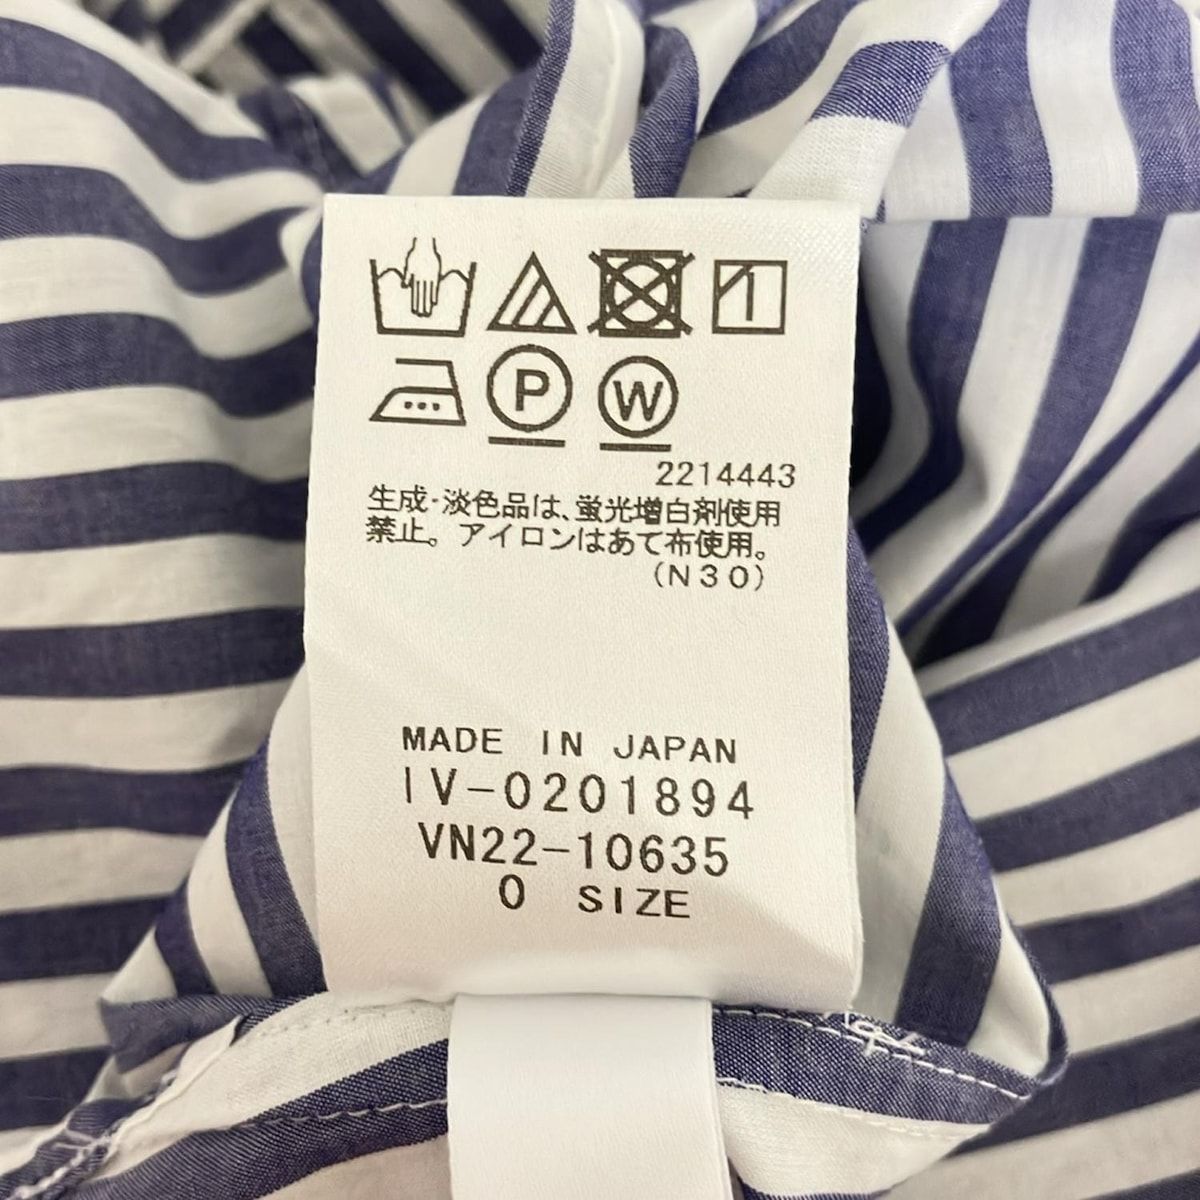 P W
2214443
生成・淡色品は、蛍光増白剤使用
禁止。アイロンはあて布使用。
(N30)
MADE IN JAPAN
IV-0201894
VN22-10635
0 SIZE